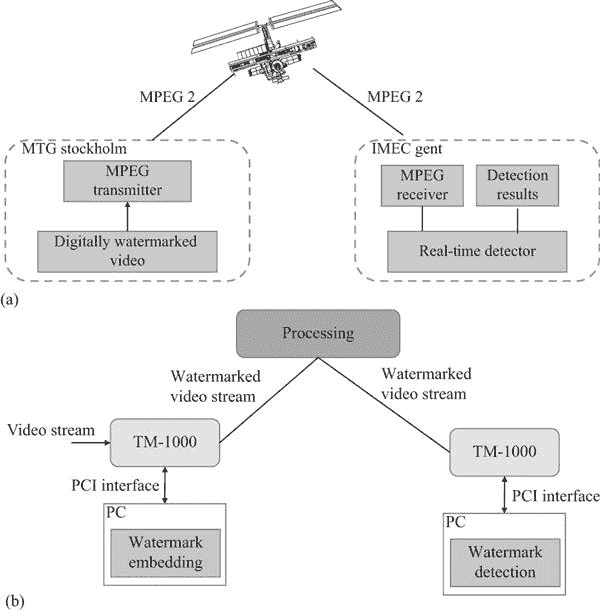 MPEG 2
MPEG 2
MTG stockholm
MPEG
transmitter
Digitally watermarked
video
IMEC gent
MPEG
receiver
Detection
results
Real-time detector
(a)
Processing
Watermarked
video stream
Watermarked
video stream
Video stream
TM-1000
TM-1000
PCI interface
PCI interface
PC
Watermark
embedding
PC
Watermark
detection
(b)